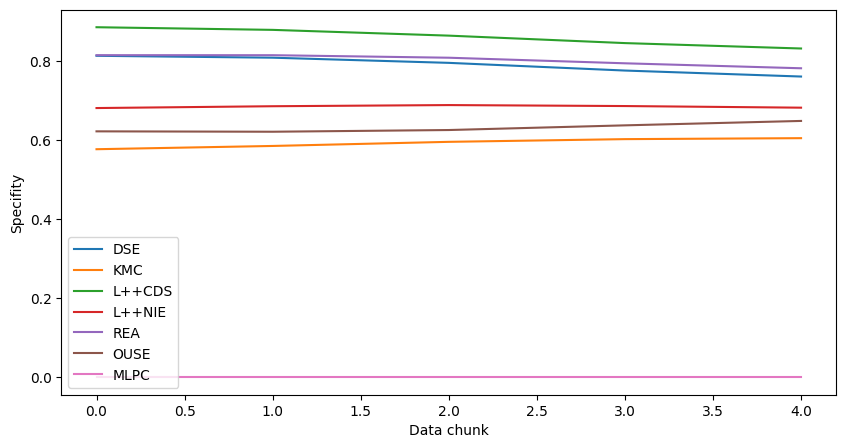 0.8
0.6
0.4
0.2
0.0
Specifity
DSE
KMC
L++CDS
L++NIE
REA
OUSE
MLPC
0.0 0.5 1.0 1.5 2.0 2.5 3.0 3.5 4.0
Data chunk